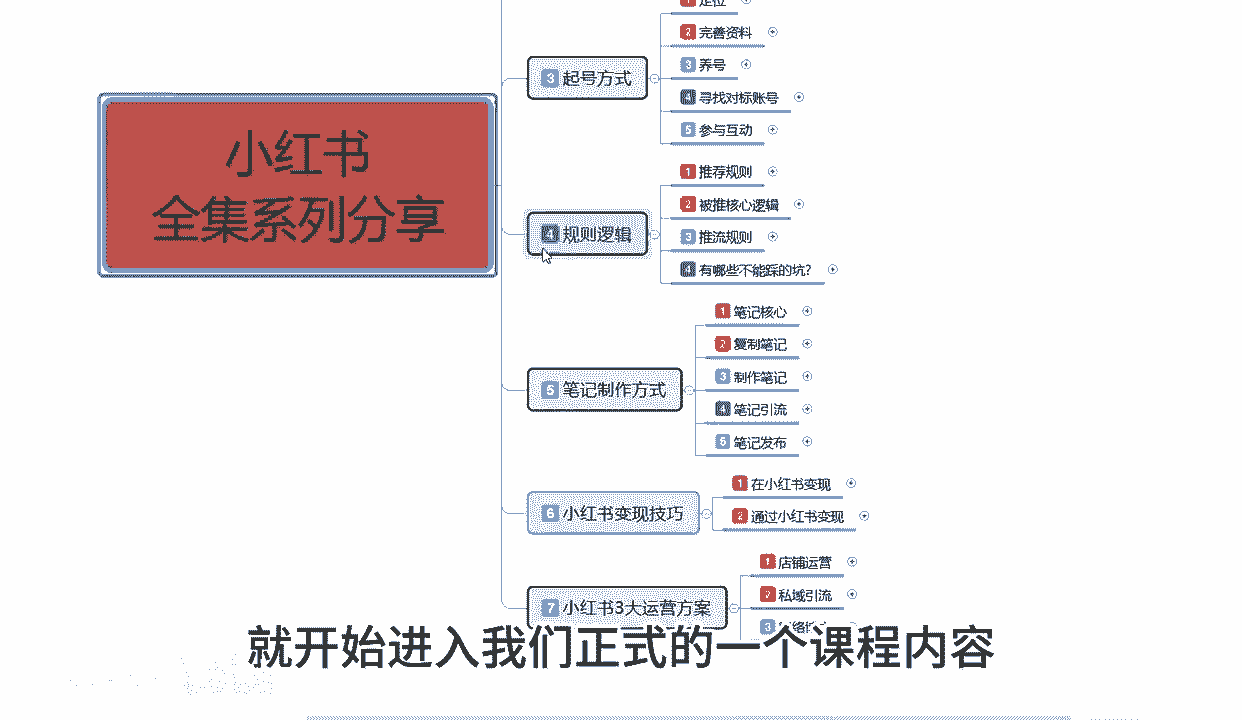 小红书
全集系列分享
3 起号方式
1 定位
2 完善资料
3 养号
4 寻找对标账号
5 参与互动
4 规则逻辑
1 推荐规则
2 被推核心逻辑
3 推流规则
4 有哪些不能踩的坑?
5 笔记制作方式
1 笔记核心
2 复制笔记
3 制作笔记
4 笔记引流
5 笔记发布
6 小红书变现技巧
1 在小红书变现
2 通过小红书变现
7 小红书3大运营方案
1 店铺运营
2 私域引流
3
就开始进入我们正式的一个课程内容